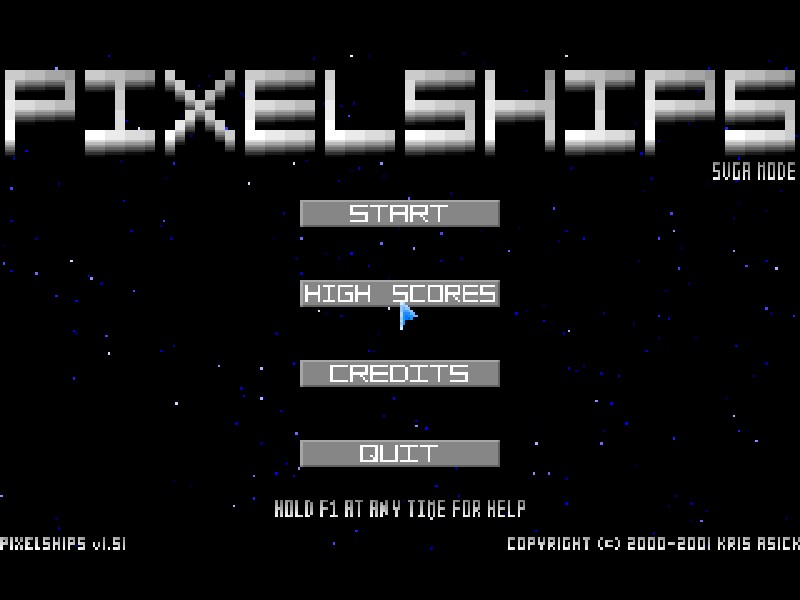 PIXELSHIPS
SVGA MODE
START
HIGH SCORES
CREDITS
QUIT
HOLD F1 AT ANY TIME FOR HELP
PIXELSHIPS v1.51
COPYRIGHT (c) 2000-2001 KRIS ASICK